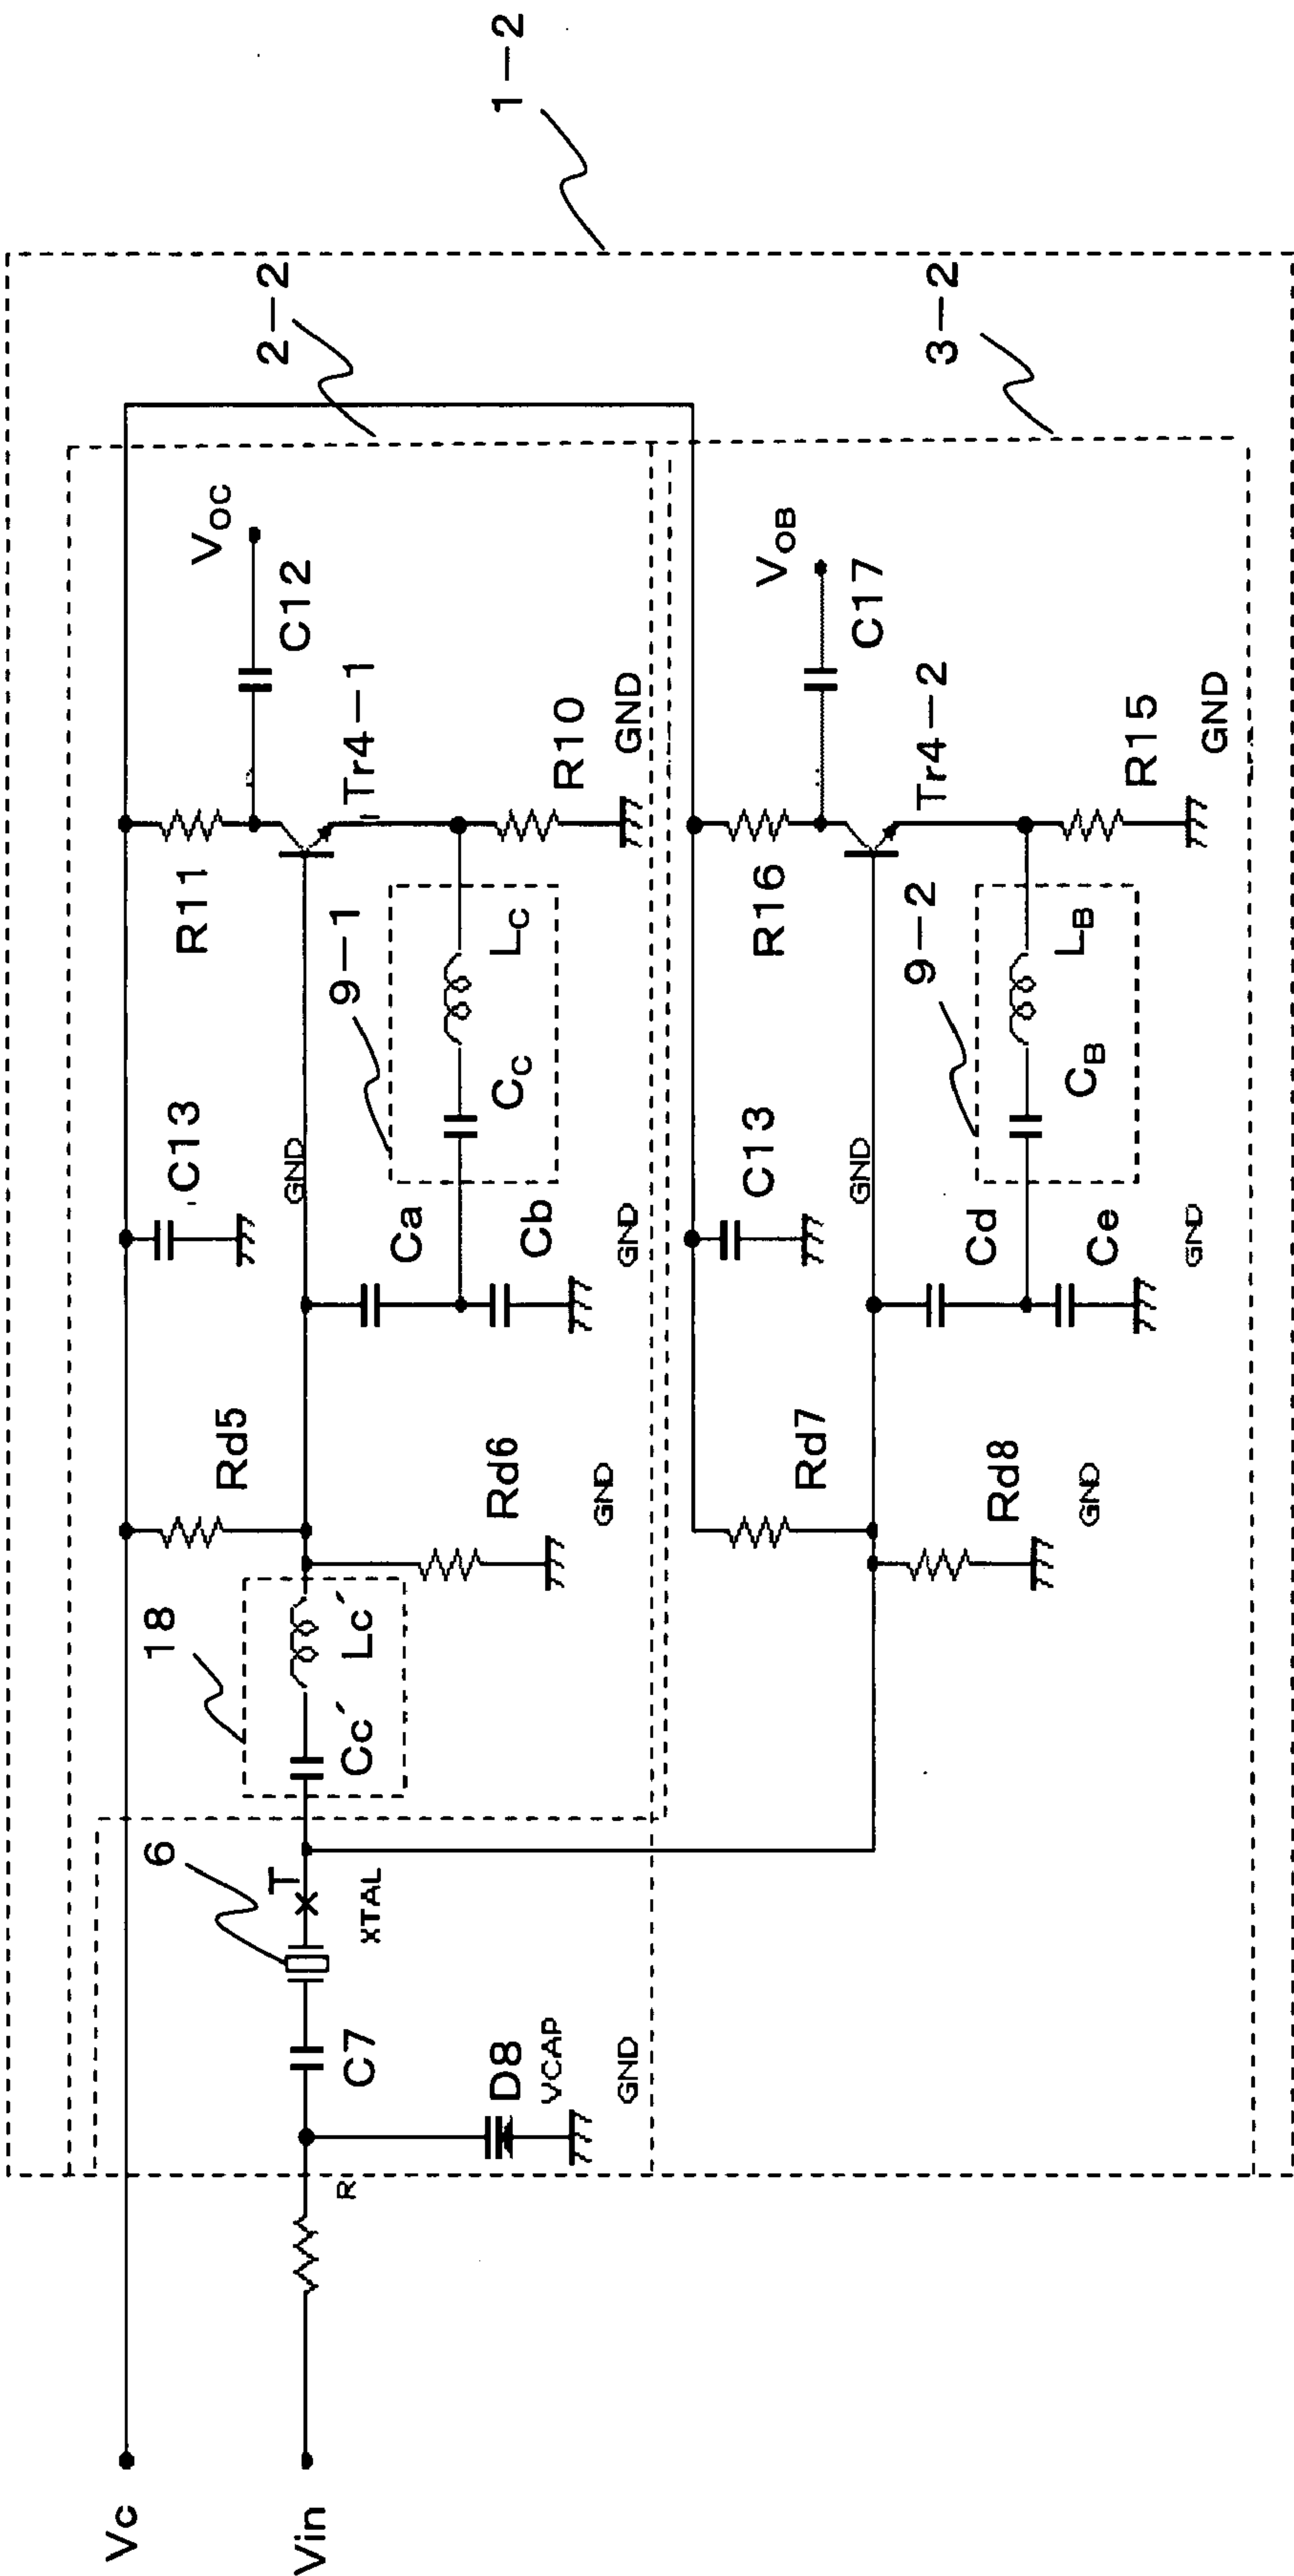 1-2
2-2
3-2
Vc
Vin
R
C7
D8
VCAP
GND
6
T
XTAL
18
Cc´ Lc´
Rd5
Rd6
GND
C13
GND
Ca
Cb
GND
9-1
CC
LC
R11
Tr4-1
R10
GND
C12
VOC
Rd7
Rd8
GND
C13
GND
Cd
Ce
GND
9-2
CB
LB
R16
Tr4-2
R15
GND
C17
VOB